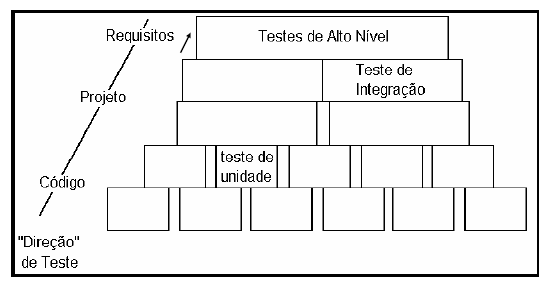 Requisitos
Testes de Alto Nível
Projeto
Teste de
Integração
Código
teste de
unidade
"Direção"
de Teste